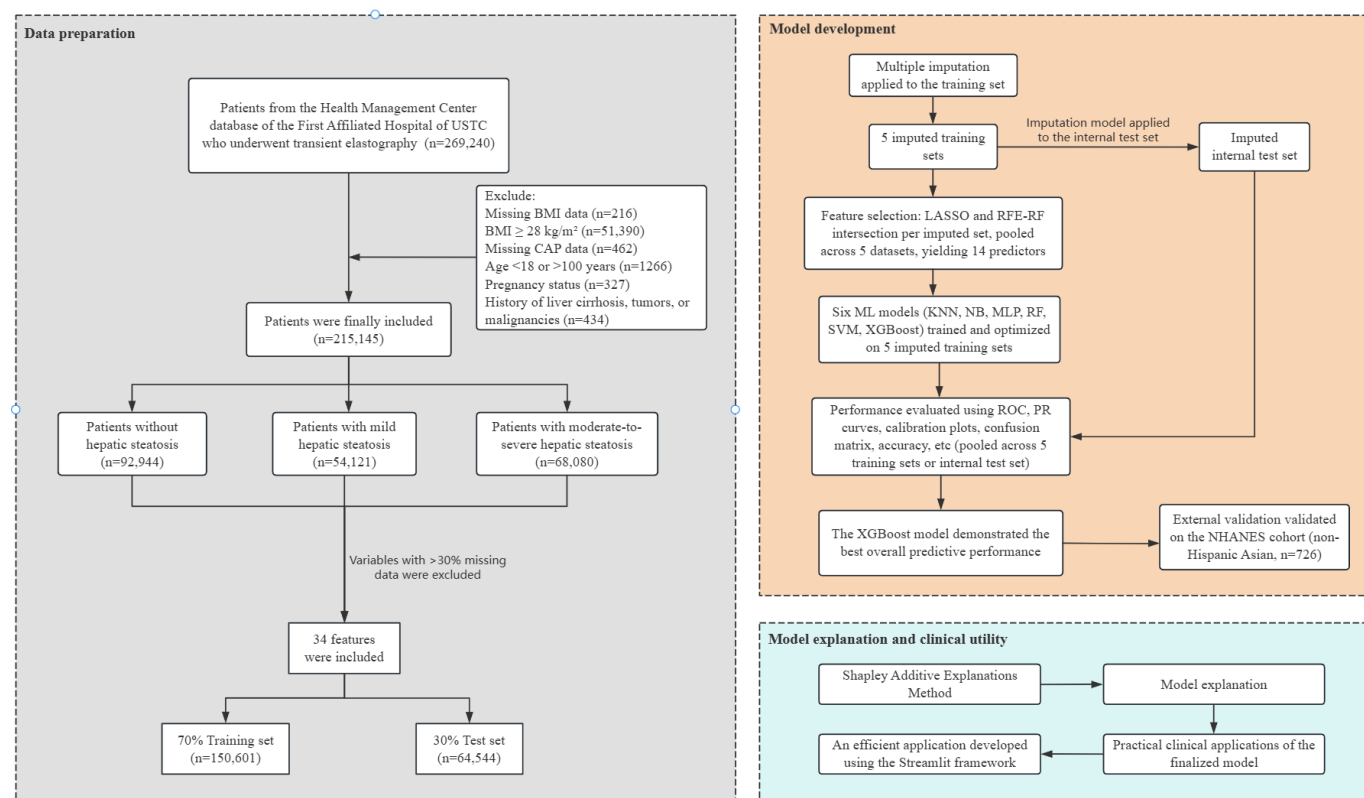 Data preparation
Patients from the Health Management Center
database of the First Affiliated Hospital of USTC
who underwent transient elastography (n=269,240)
Exclude:
Missing BMI data (n=216)
BMI ≥ 28 kg/m² (n=51,390)
Missing CAP data (n=462)
Age <18 or >100 years (n=1266)
Pregnancy status (n=327)
History of liver cirrhosis, tumors, or
malignancies (n=434)
Patients were finally included
(n=215,145)
Patients without
hepatic steatosis
(n=92,944)
Patients with mild
hepatic steatosis
(n=54,121)
Patients with moderate-to-
severe hepatic steatosis
(n=68,080)
Variables with >30% missing
data were excluded
34 features
were included
70% Training set
(n=150,601)
30% Test set
(n=64,544)
Model development
Multiple imputation
applied to the training set
5 imputed training
sets
Imputation model applied
to the internal test set
Imputed
internal test set
Feature selection: LASSO and RFE-RF
intersection per imputed set, pooled
across 5 datasets, yielding 14 predictors
Six ML models (KNN, NB, MLP, RF,
SVM, XGBoost) trained and optimized
on 5 imputed training sets
Performance evaluated using ROC, PR
curves, calibration plots, confusion
matrix, accuracy, etc (pooled across 5
training sets or internal test set)
The XGBoost model demonstrated the
best overall predictive performance
External validation validated
on the NHANES cohort (non-
Hispanic Asian, n=726)
Model explanation and clinical utility
Shapley Additive Explanations
Method
Model explanation
An efficient application developed
using the Streamlit framework
Practical clinical applications of the
finalized model